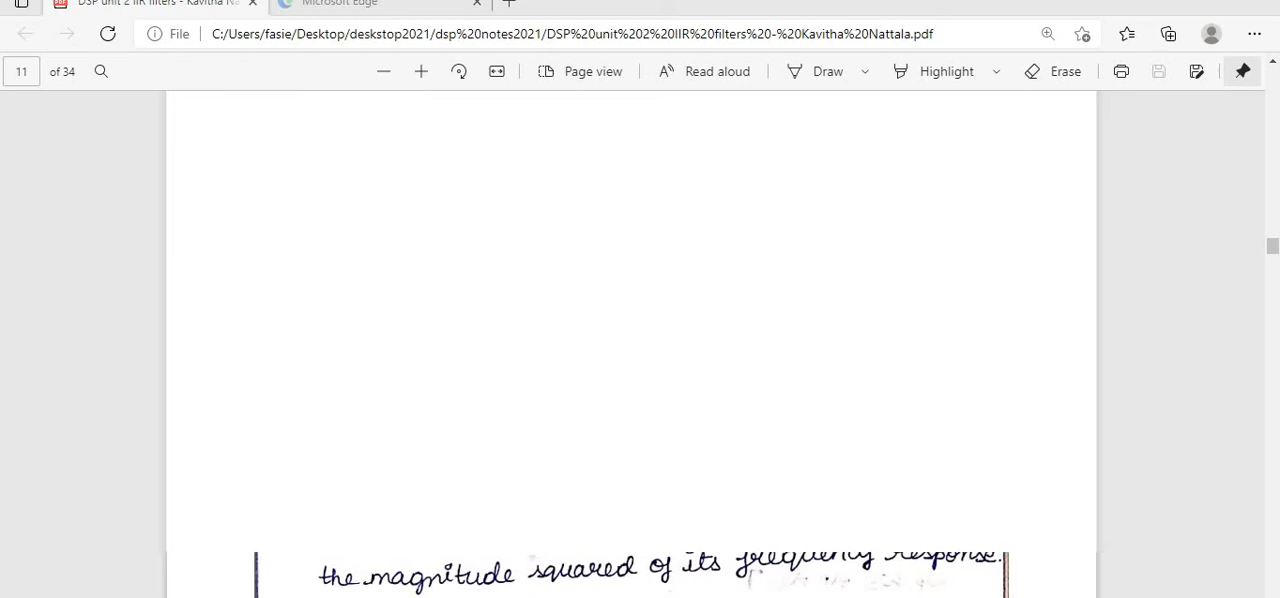 DSP unit 2 IIR filters - Kavitha Na
Microsoft Edge
File C:/Users/fasie/Desktop/deskstop2021/dsp%20notes2021/DSP%20unit%202%20IIR%20filters%20-%20Kavitha%20Nattala.pdf
11 of 34 Page view Read aloud Draw Highlight Erase
the magnitude squared of its frequency response.